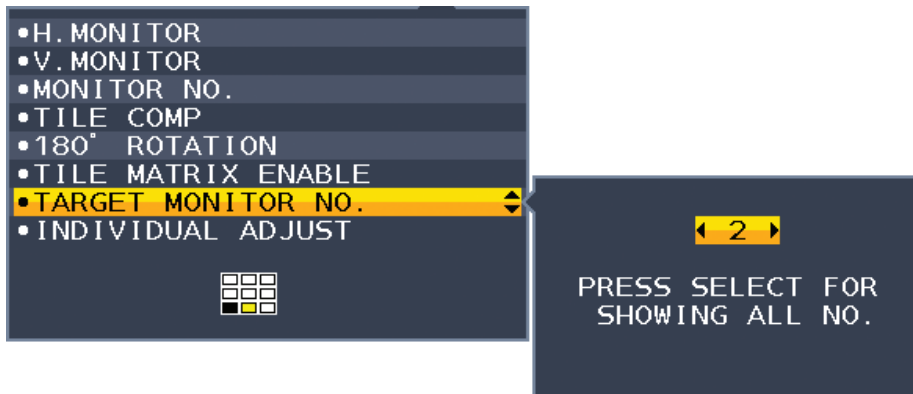 •H.MONITOR
•V.MONITOR
•MONITOR NO.
•TILE COMP
•180° ROTATION
•TILE MATRIX ENABLE
•TARGET MONITOR NO.
•INDIVIDUAL ADJUST
2
PRESS SELECT FOR
SHOWING ALL NO.